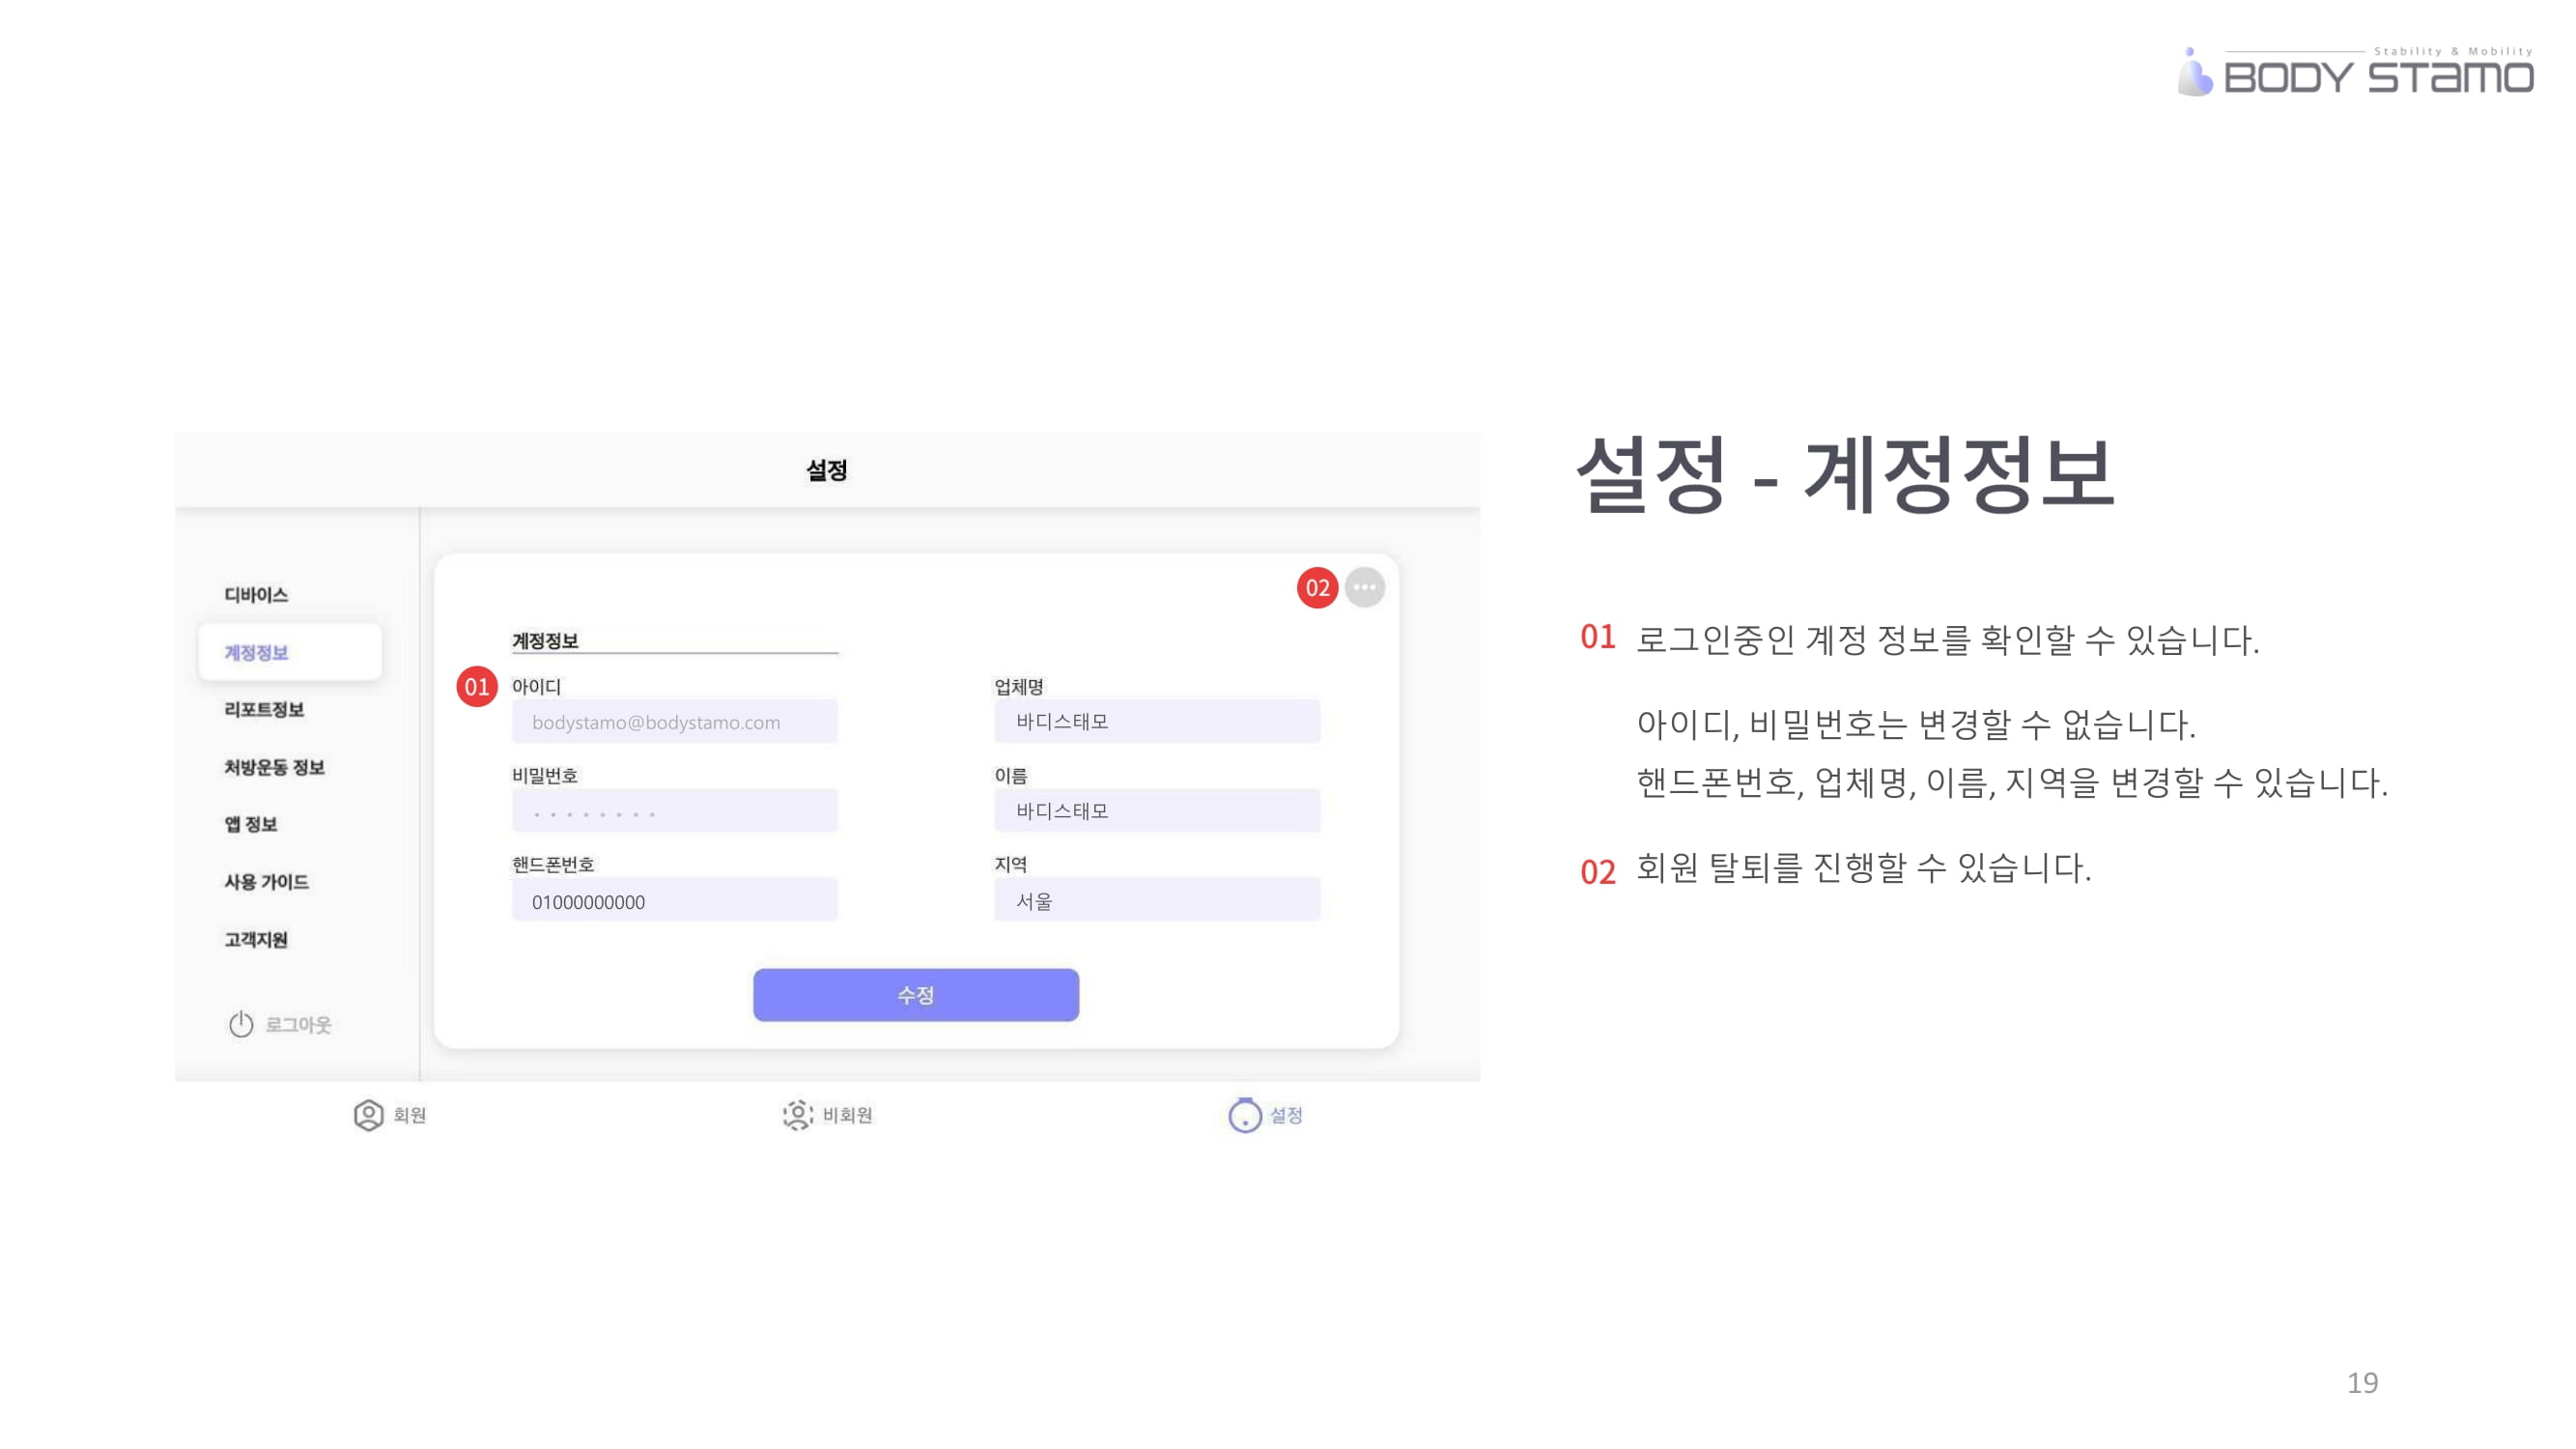 Stability & Mobility
BODY STamo
설정
디바이스
계정정보
리포트정보
처방운동 정보
앱 정보
사용 가이드
고객지원
로그아웃
02
계정정보
01 아이디
bodystamo@bodystamo.com
비밀번호
........
핸드폰번호
01000000000
업체명
바디스태모
이름
바디스태모
지역
서울
수정
회원
비회원
설정
설정 - 계정정보
01 로그인중인 계정 정보를 확인할 수 있습니다.
아이디, 비밀번호는 변경할 수 없습니다.
핸드폰번호, 업체명, 이름, 지역을 변경할 수 있습니다.
02 회원 탈퇴를 진행할 수 있습니다.
19